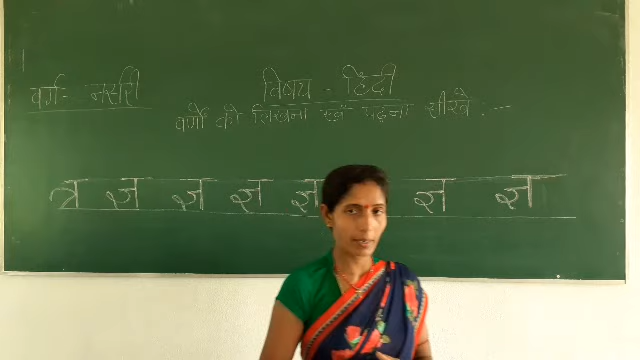 वर्ग - नर्सरी
विषय - हिंदी
वर्णों को लिखना एवं पढ़ना सीखें . ---
त्र ज्ञ ज्ञ ज्ञ ज्ञ ज्ञ ज्ञ